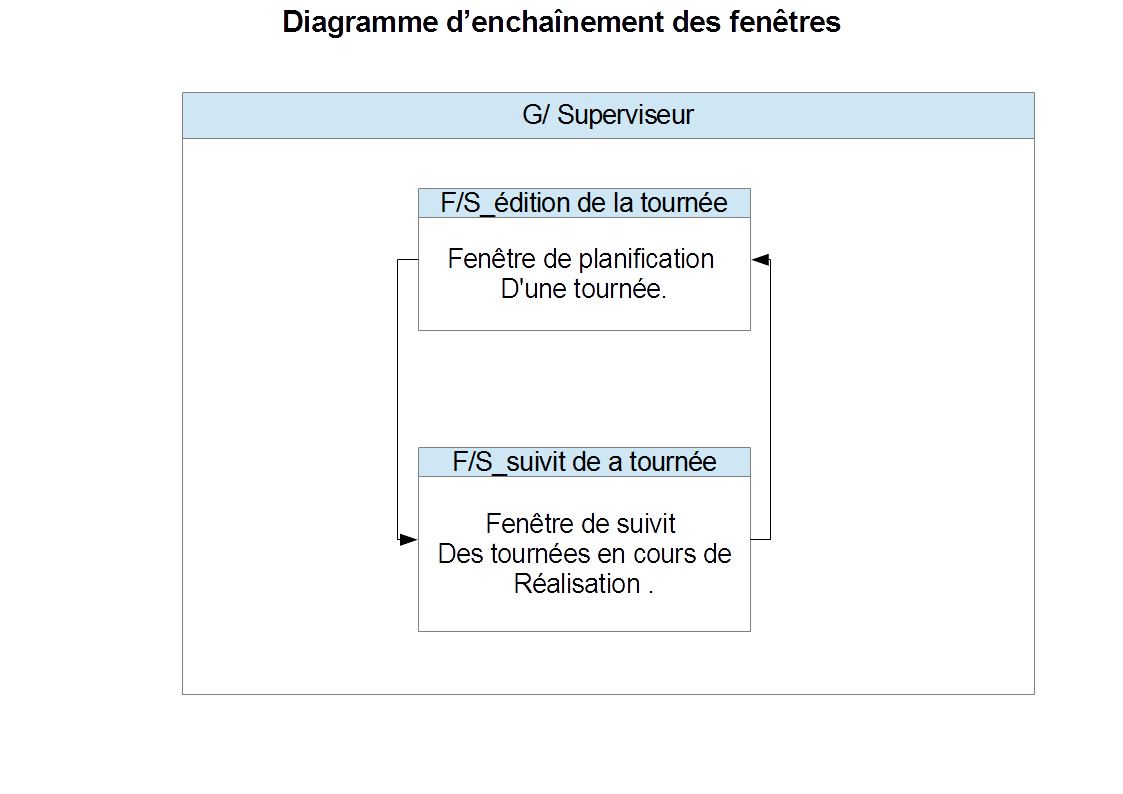 Diagramme d’enchaînement des fenêtres
G/ Superviseur
F/S_édition de la tournée
Fenêtre de planification
D'une tournée.
F/S_suivit de a tournée
Fenêtre de suivit
Des tournées en cours de
Réalisation .